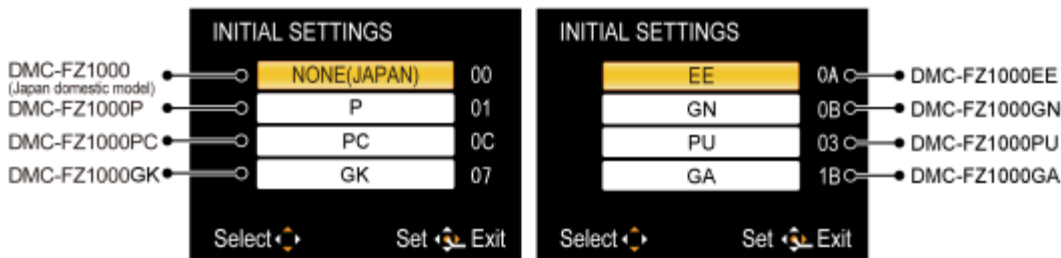 INITIAL SETTINGS
DMC-FZ1000 NONE(JAPAN) 00
(Japan domestic model)
DMC-FZ1000P P 01
DMC-FZ1000PC PC 0C
DMC-FZ1000GK GK 07
Select Set Exit
INITIAL SETTINGS
EE 0A DMC-FZ1000EE
GN 0B DMC-FZ1000GN
PU 03 DMC-FZ1000PU
GA 1B DMC-FZ1000GA
Select Set Exit